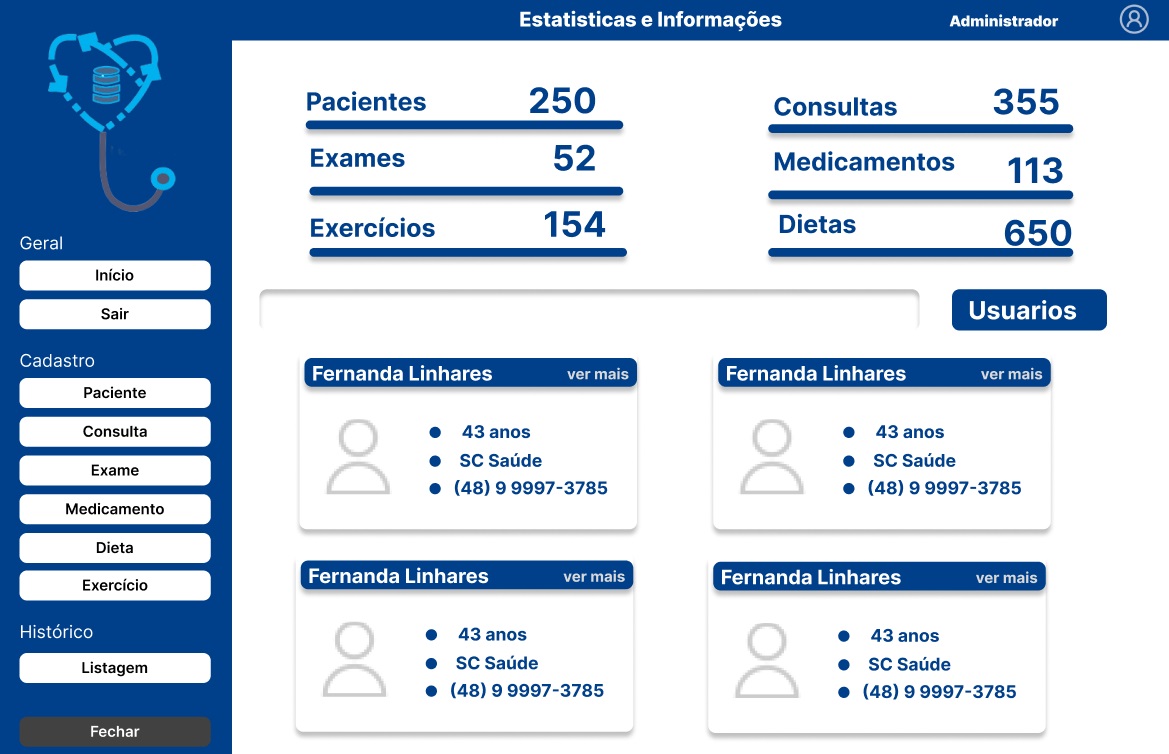 Estatisticas e Informações
Administrador
Geral
Início
Sair
Cadastro
Paciente
Consulta
Exame
Medicamento
Dieta
Exercício
Histórico
Listagem
Fechar
Pacientes 250
Exames 52
Exercícios 154
Consultas 355
Medicamentos 113
Dietas 650
Usuarios
Fernanda Linhares ver mais
43 anos
SC Saúde
(48) 9 9997-3785
Fernanda Linhares ver mais
43 anos
SC Saúde
(48) 9 9997-3785
Fernanda Linhares ver mais
43 anos
SC Saúde
(48) 9 9997-3785
Fernanda Linhares ver mais
43 anos
SC Saúde
(48) 9 9997-3785